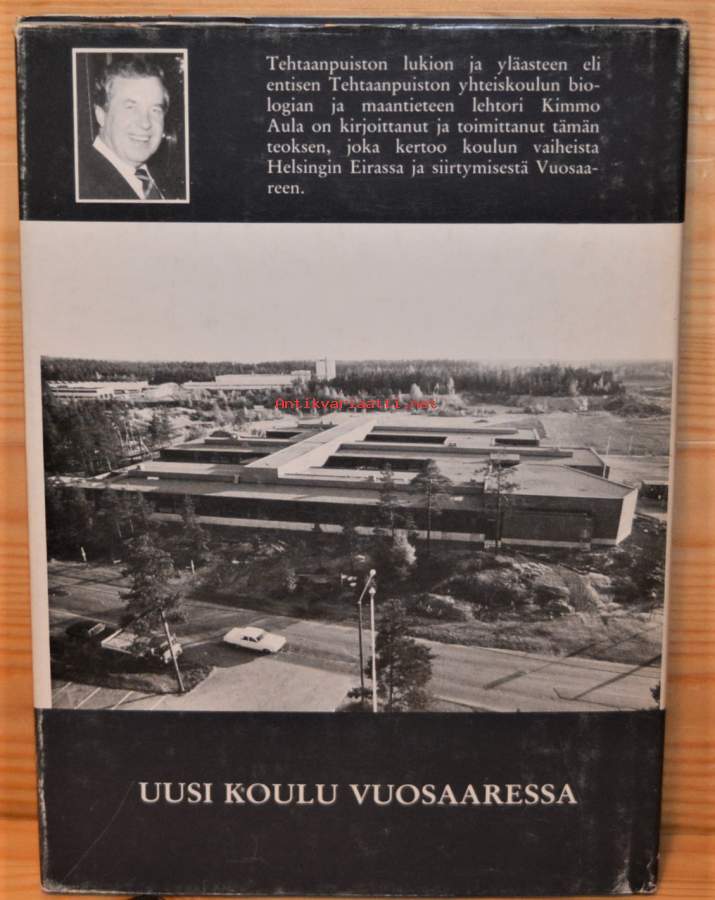 Tehtaanpuiston lukion ja yläasteen eli
entisen Tehtaanpuiston yhteiskoulun bio-
logian ja maantieteen lehtori Kimmo
Aula on kirjoittanut ja toimittanut tämän
teoksen, joka kertoo koulun vaiheista
Helsingin Eirassa ja siirtymisestä Vuosaa-
reen.
Antikvariaatti.net
UUSI KOULU VUOSAARESSA